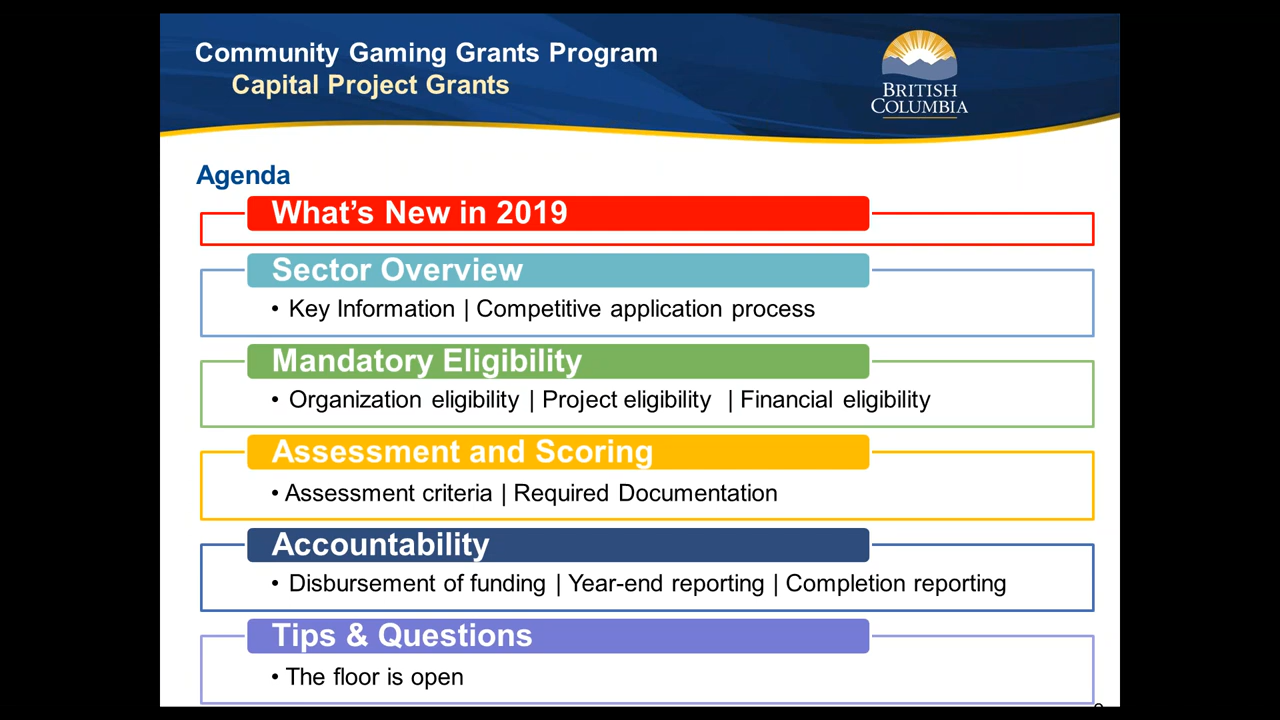 Community Gaming Grants Program
Capital Project Grants
BRITISH
COLUMBIA
Agenda
What's New in 2019
Sector Overview
• Key Information | Competitive application process
Mandatory Eligibility
• Organization eligibility | Project eligibility | Financial eligibility
Assessment and Scoring
• Assessment criteria | Required Documentation
Accountability
• Disbursement of funding | Year-end reporting | Completion reporting
Tips & Questions
• The floor is open